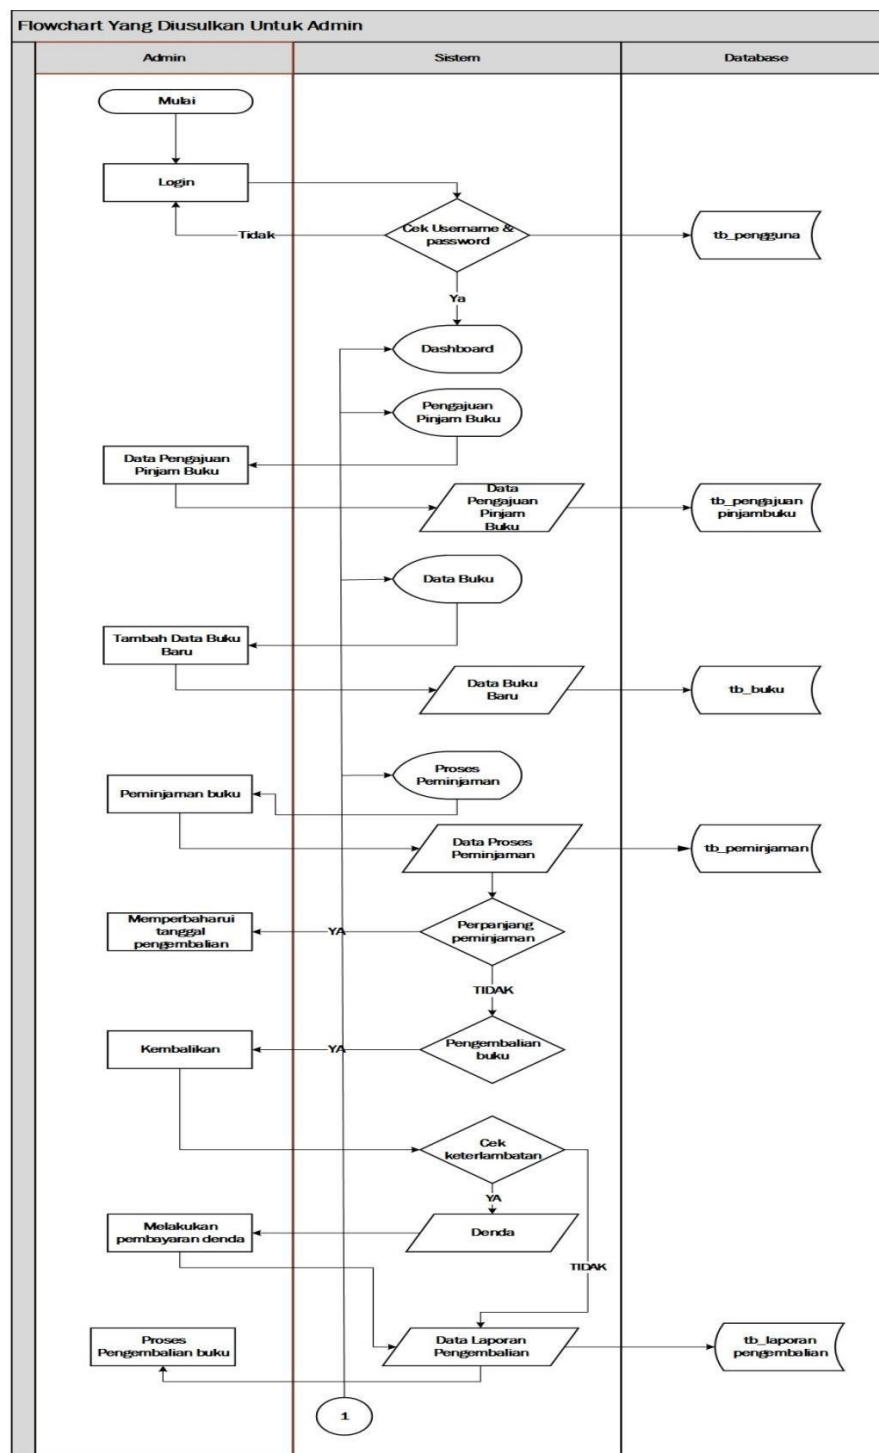 Flowchart Yang Diusulkan Untuk Admin
Admin
Sistem
Database
Mulai
Login
Cek Username &
password
Tidak
tb_pengguna
Ya
Dashboard
Pengajuan
Pinjam Buku
Data Pengajuan
Pinjam Buku
Data
Pengajuan
Pinjam
Buku
tb_pengajuan
pinjambuku
Data Buku
Tambah Data Buku
Baru
Data Buku
Baru
tb_buku
Proses
Peminjaman
Peminjaman buku
Data Proses
Peminjaman
tb_peminjaman
Memperbaharui
tanggal
pengembalian
YA
Perpanjang
peminjaman
TIDAK
Kembalikan
YA
Pengembalian
buku
Cek
keterlambatan
YA
Melakukan
pembayaran denda
Denda
TIDAK
Proses
Pengembalian buku
Data Laporan
Pengembalian
tb_laporan
pengembalian
1